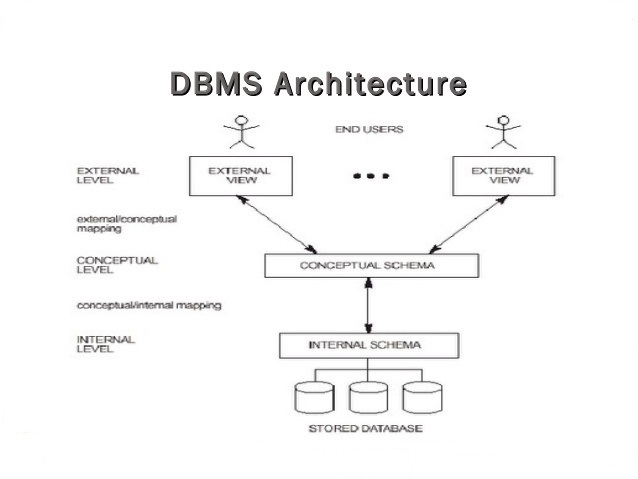 DBMS Architecture
END USERS
EXTERNAL
LEVEL
EXTERNAL
VIEW
EXTERNAL
VIEW
external/conceptual
mapping
CONCEPTUAL
LEVEL
CONCEPTUAL SCHEMA
conceptual/internal mapping
INTERNAL
LEVEL
INTERNAL SCHEMA
STORED DATABASE